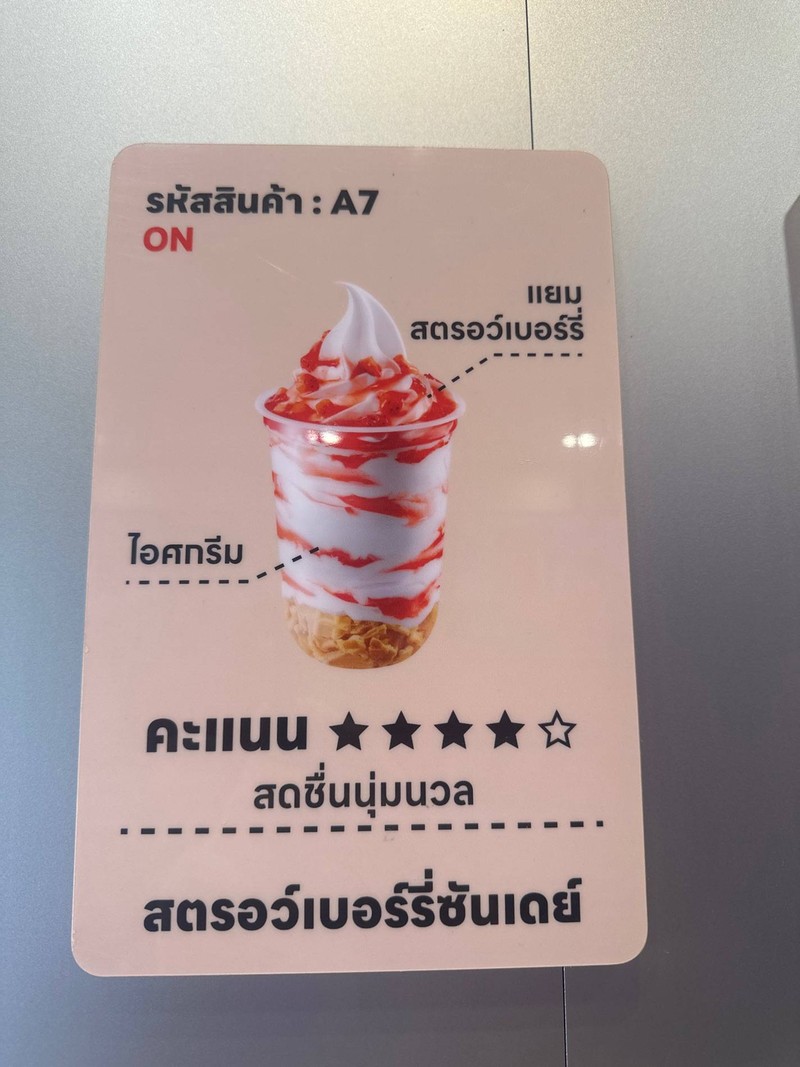 รหัสสินค้า : A7
ON
แยม
สตรอว์เบอร์รี่
ไอศกรีม
คะแนน ★★★★☆
สดชื่นนุ่มนวล
สตรอว์เบอร์รี่ซันเดย์